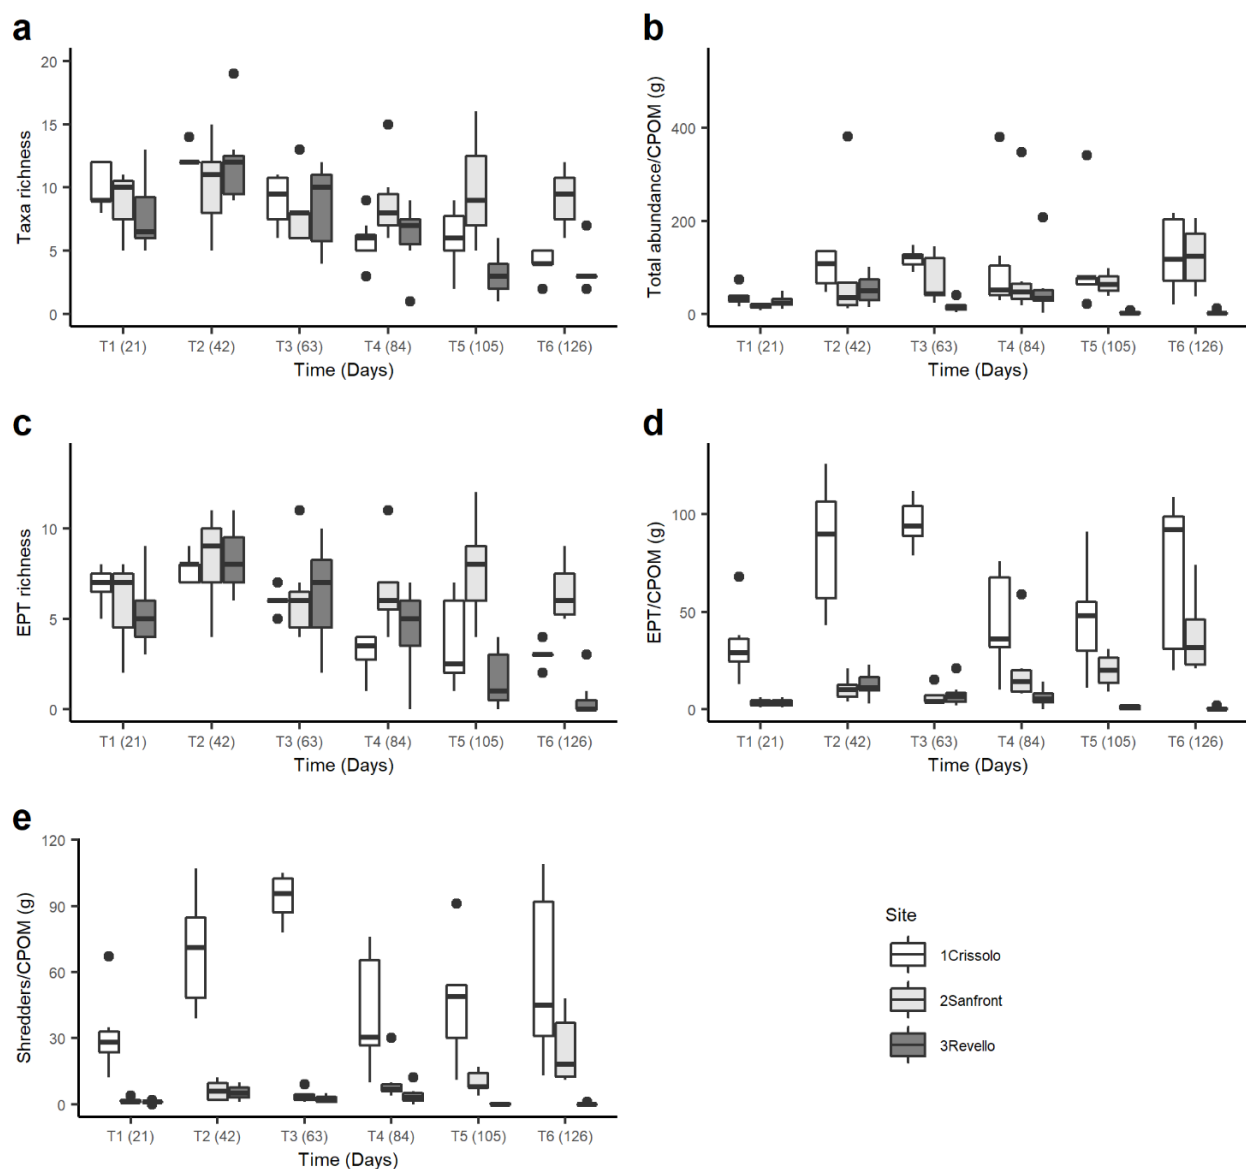 a
20
15
10
5
0
Taxa richness
T1 (21) T2 (42) T3 (63) T4 (84) T5 (105) T6 (126)
Time (Days)
b
400
200
0
Total abundance/CPOM (g)
T1 (21) T2 (42) T3 (63) T4 (84) T5 (105) T6 (126)
Time (Days)
c
10
5
0
EPT richness
T1 (21) T2 (42) T3 (63) T4 (84) T5 (105) T6 (126)
Time (Days)
d
100
50
0
EPT/CPOM (g)
T1 (21) T2 (42) T3 (63) T4 (84) T5 (105) T6 (126)
Time (Days)
e
120
90
60
30
0
Shredders/CPOM (g)
T1 (21) T2 (42) T3 (63) T4 (84) T5 (105) T6 (126)
Time (Days)
Site
1Crissolo
2Sanfront
3Revello